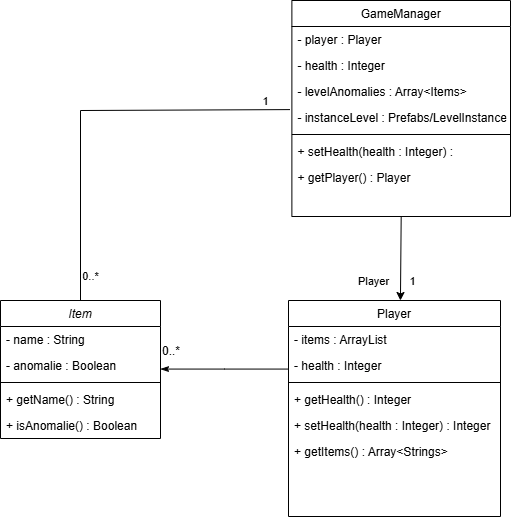 GameManager
- player : Player
- health : Integer
- levelAnomalies : Array<Items>
- instanceLevel : Prefabs/LevelInstance
+ setHealth(health : Integer) :
+ getPlayer() : Player
1
0..*
Player
1
Item
- name : String
- anomalie : Boolean
+ getName() : String
+ isAnomalie() : Boolean
0..*
Player
- items : ArrayList
- health : Integer
+ getHealth() : Integer
+ setHealth(health : Integer) : Integer
+ getItems() : Array<Strings>